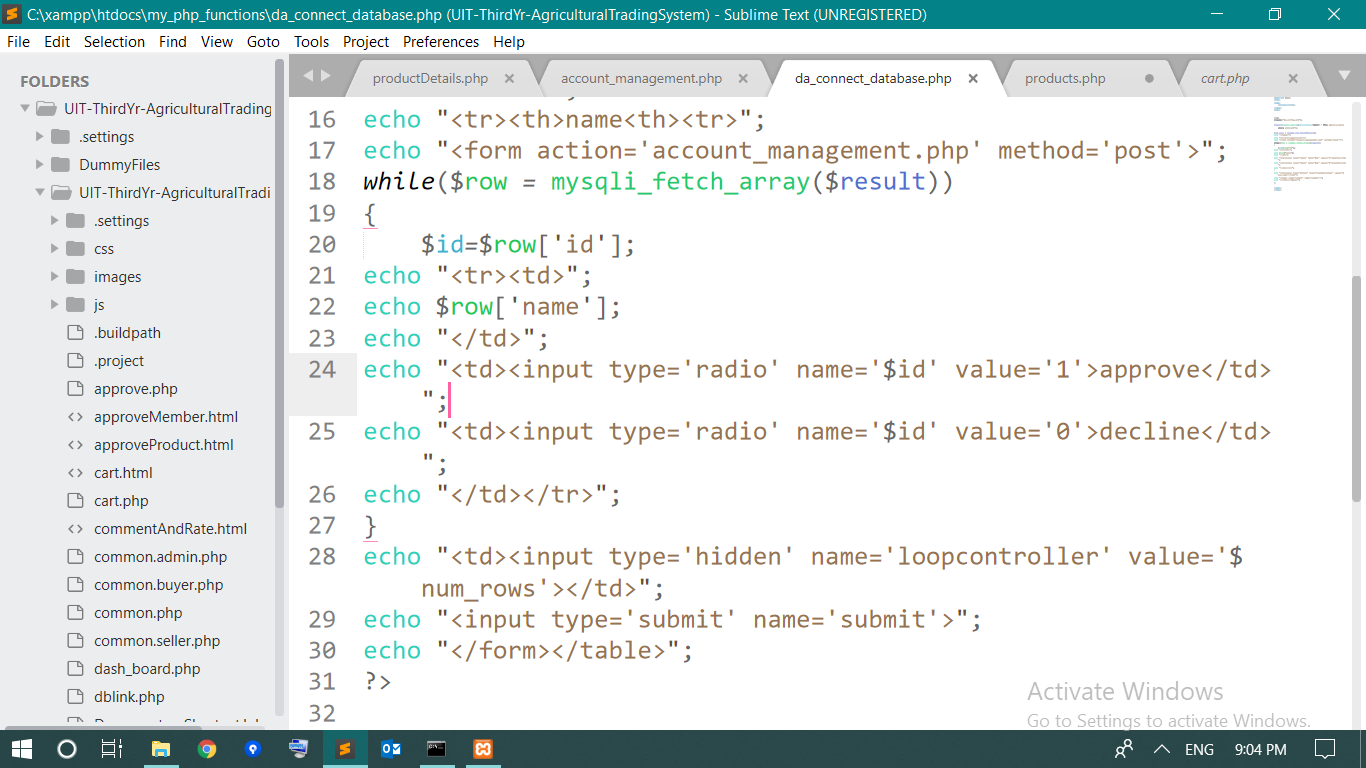 C:\xampp\htdocs\my_php_functions\da_connect_database.php (UIT-ThirdYr-AgriculturalTradingSystem) - Sublime Text (UNREGISTERED)
File Edit Selection Find View Goto Tools Project Preferences Help
FOLDERS
UIT-ThirdYr-AgriculturalTrading
.settings
DummyFiles
UIT-ThirdYr-AgriculturalTradi
.settings
css
images
js
.buildpath
.project
approve.php
approveMember.html
approveProduct.html
cart.html
cart.php
commentAndRate.html
common.admin.php
common.buyer.php
common.php
common.seller.php
dash_board.php
dblink.php
productDetails.php account_management.php da_connect_database.php products.php cart.php
16 echo "<tr><th>name<th><tr>";
17 echo "<form action='account_management.php' method='post'>";
18 while($row = mysqli_fetch_array($result))
19 {
20 $id=$row['id'];
21 echo "<tr><td>";
22 echo $row['name'];
23 echo "</td>";
24 echo "<td><input type='radio' name='$id' value='1'>approve</td>
";
25 echo "<td><input type='radio' name='$id' value='0'>decline</td>
";
26 echo "</td></tr>";
27 }
28 echo "<td><input type='hidden' name='loopcontroller' value='$
num_rows'></td>";
29 echo "<input type='submit' name='submit'>";
30 echo "</form></table>";
31 ?>
32
Activate Windows
Go to Settings to activate Windows.
ENG 9:04 PM